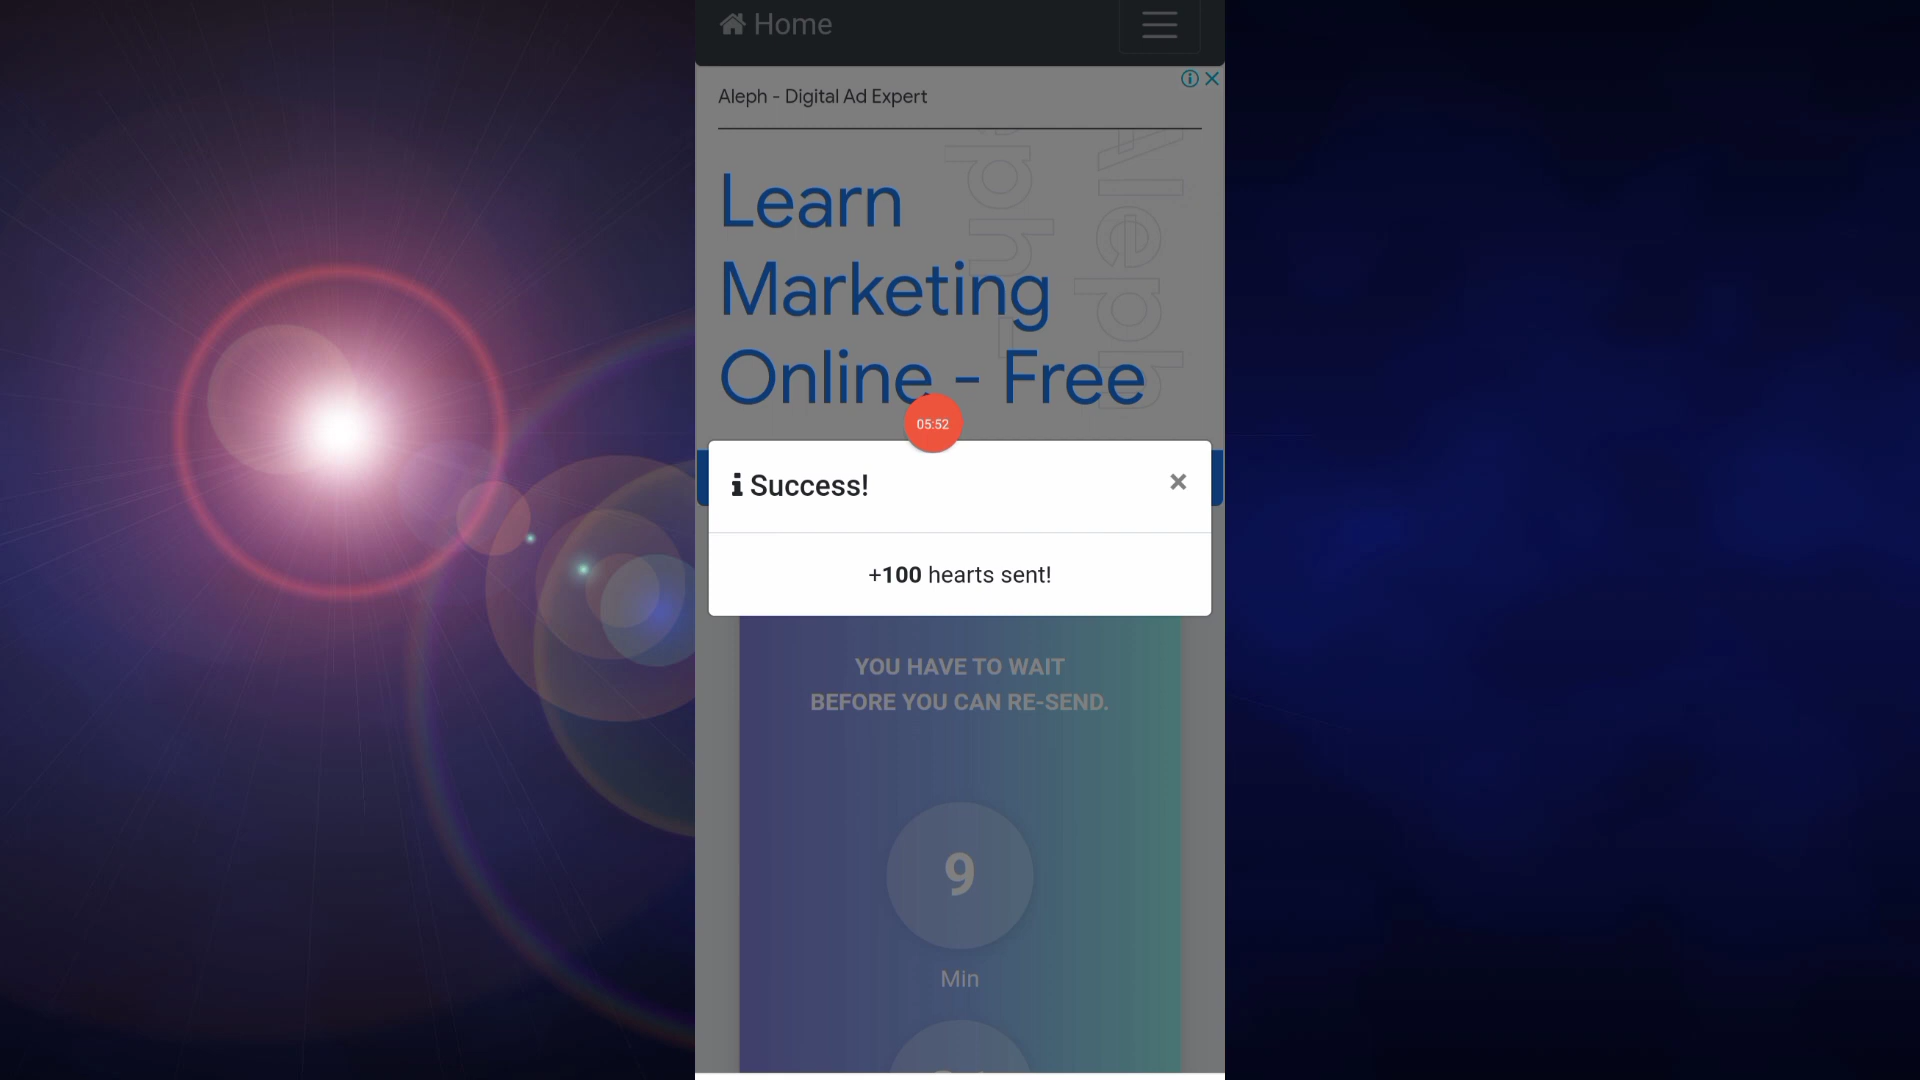 Home
Aleph - Digital Ad Expert
Learn
Marketing
Online - Free
Aleph
05:52
Success!
+100 hearts sent!
YOU HAVE TO WAIT
BEFORE YOU CAN RE-SEND.
9
Min